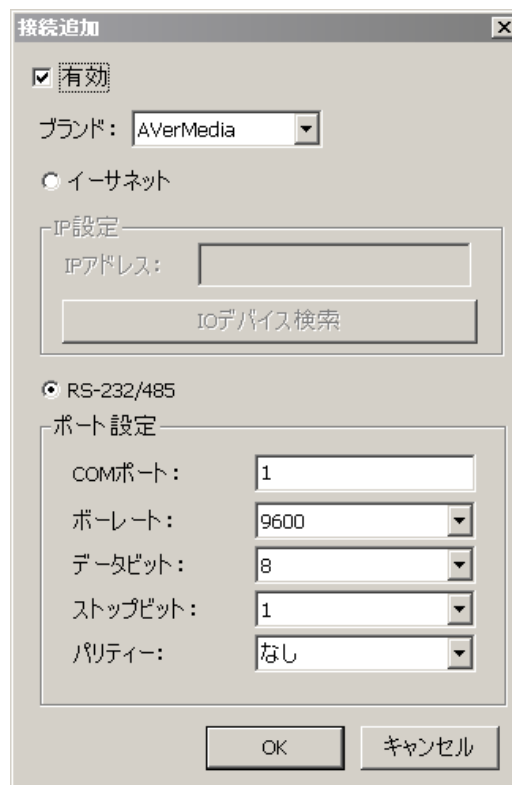 接続追加
有効
ブランド： AVerMedia
イーサネット
IP設定
IPアドレス：
IOデバイス検索
RS-232/485
ポート設定
COMポート： 1
ボーレート： 9600
データビット： 8
ストップビット： 1
パリティー： なし
OK キャンセル